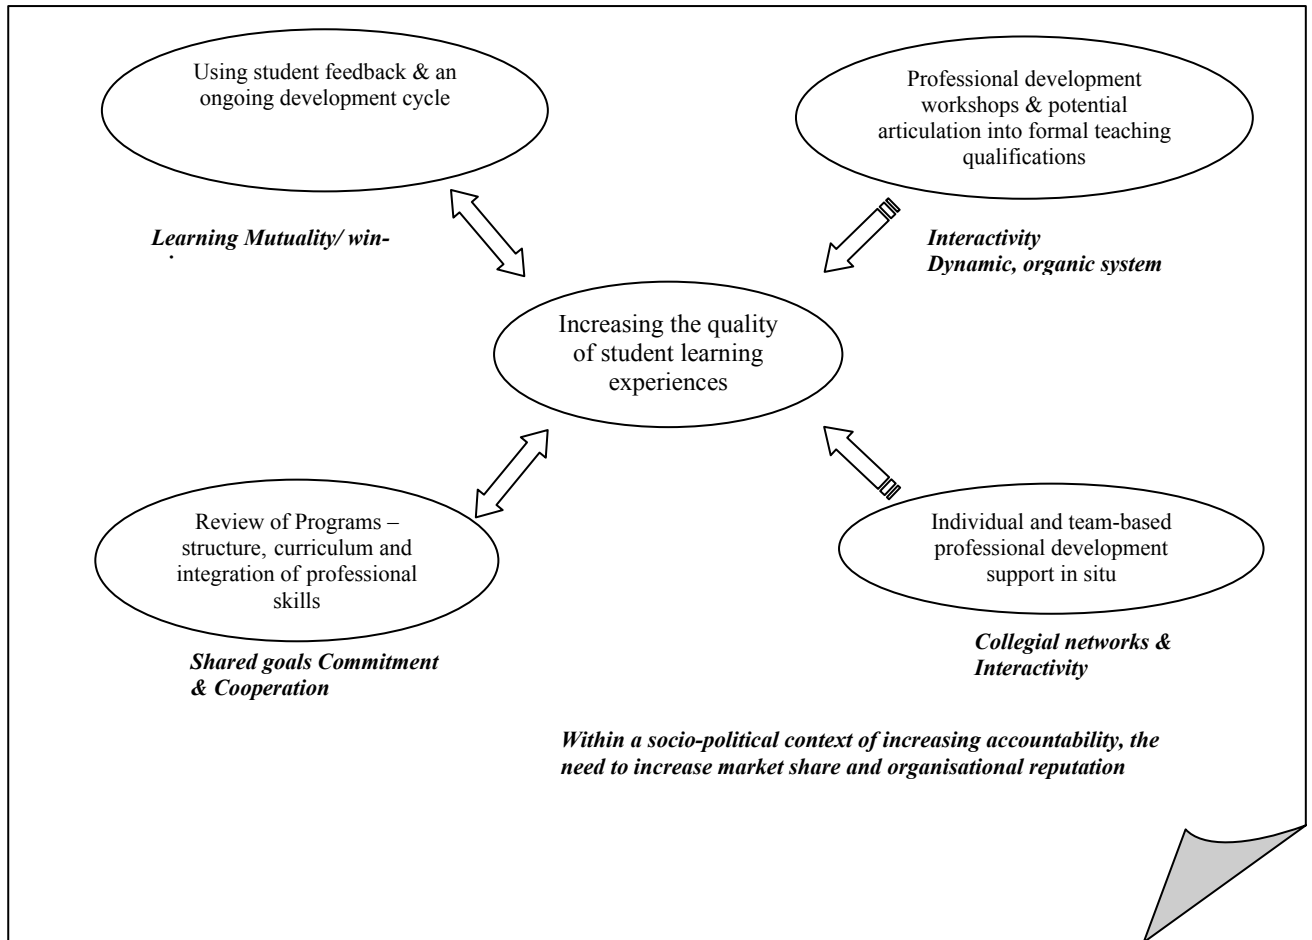 Using student feedback & an
ongoing development cycle
Professional development
workshops & potential
articulation into formal teaching
qualifications
Learning Mutuality/ win-
Interactivity
Dynamic, organic system
Increasing the quality
of student learning
experiences
Review of Programs –
structure, curriculum and
integration of professional
skills
Individual and team-based
professional development
support in situ
Shared goals Commitment
& Cooperation
Collegial networks &
Interactivity
Within a socio-political context of increasing accountability, the
need to increase market share and organisational reputation